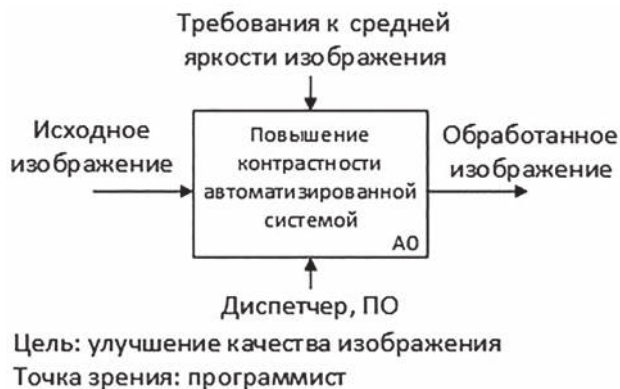 Требования к средней
яркости изображения
Исходное
изображение
Повышение
контрастности
автоматизированной
системой
А0
Обработанное
изображение
Диспетчер, ПО
Цель: улучшение качества изображения
Точка зрения: программист